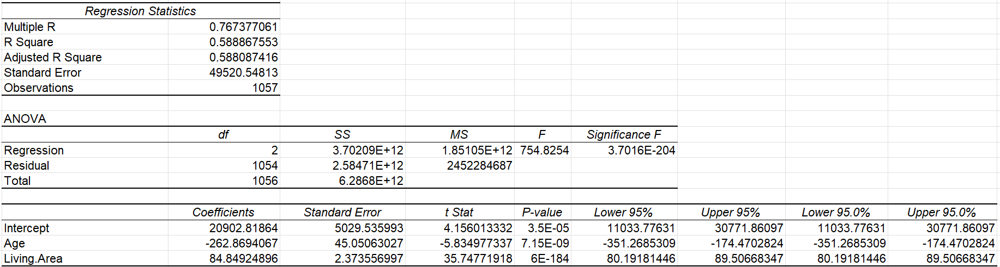 Regression Statistics
Multiple R 0.767377061
R Square 0.588867553
Adjusted R Square 0.588087416
Standard Error 49520.54813
Observations 1057
ANOVA
df SS MS F Significance F
Regression 2 3.70209E+12 1.85105E+12 754.8254 3.7016E-204
Residual 1054 2.58471E+12 2452284687
Total 1056 6.2868E+12
Coefficients Standard Error t Stat P-value Lower 95% Upper 95% Lower 95.0% Upper 95.0%
Intercept 20902.81864 5029.535993 4.156013332 3.5E-05 11033.77631 30771.86097 11033.77631 30771.86097
Age -262.8694067 45.05063027 -5.834977337 7.15E-09 -351.2685309 -174.4702824 -351.2685309 -174.4702824
Living.Area 84.84924896 2.373556997 35.74771918 6E-184 80.19181446 89.50668347 80.19181446 89.50668347